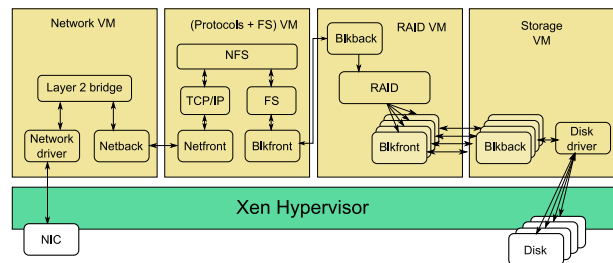 Network VM
Layer 2 bridge
Network
driver
Netback
(Protocols + FS) VM
NFS
TCP/IP
FS
Netfront
Blkfront
RAID VM
Blkback
RAID
Blkfront
Storage
VM
Blkback
Disk
driver
Xen Hypervisor
NIC
Disk